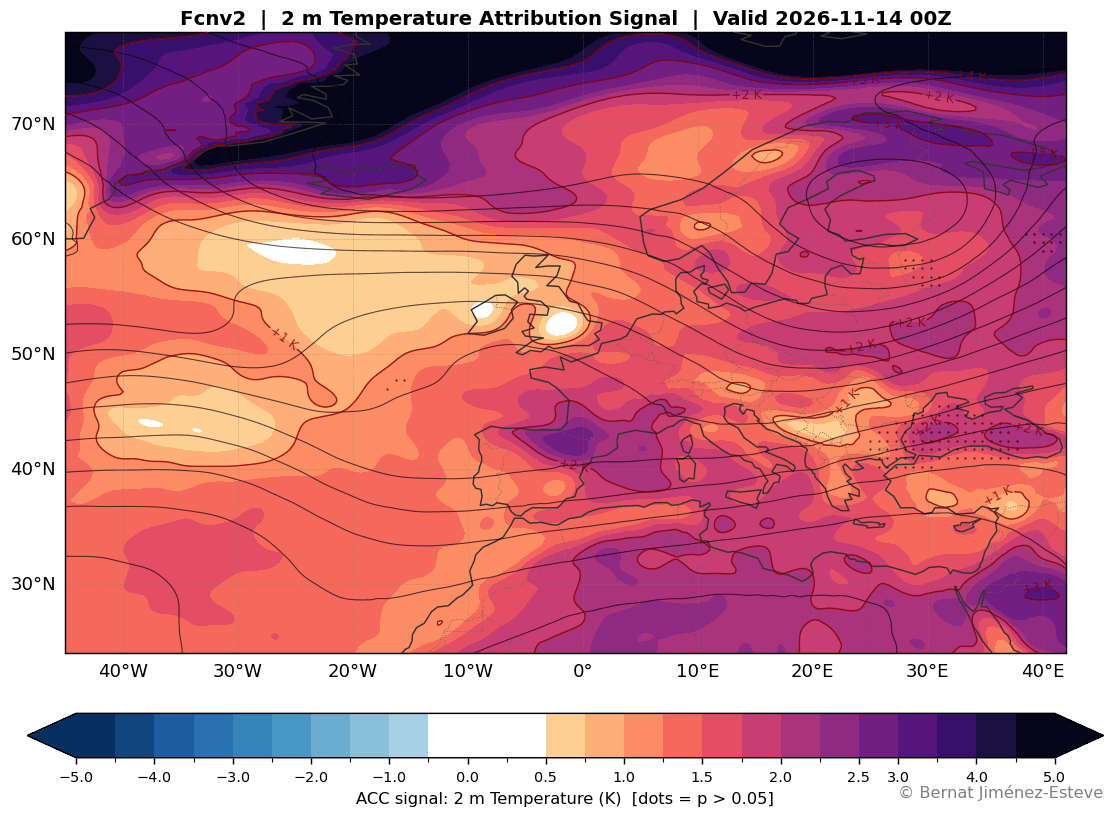 Fcnv2 | 2 m Temperature Attribution Signal | Valid 2026-11-14 00Z
70°N
60°N
50°N
40°N
30°N
+2 K
+2 K
+1 K
+2 K
+2 K
+1 K
+2 K
+2 K
+2 K
+1 K
+3 K
40°W
30°W
20°W
10°W
0°
10°E
20°E
30°E
40°E
−5.0
−4.0
−3.0
−2.0
−1.0
0.0
0.5
1.0
1.5
2.0
2.5
3.0
4.0
5.0
ACC signal: 2 m Temperature (K) [dots = p > 0.05]
© Bernat Jiménez-Esteve